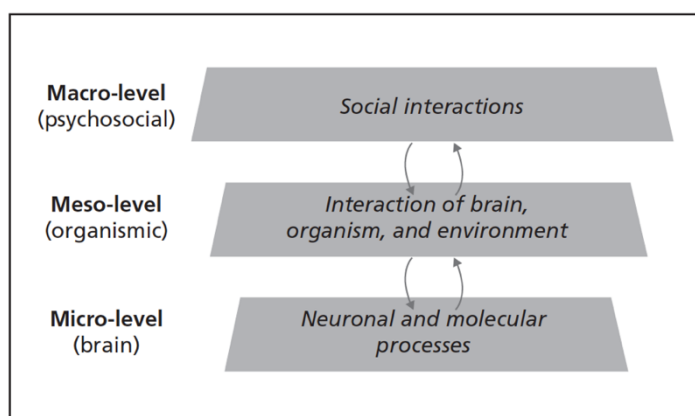 Macro-level
(psychosocial)
Social interactions
Meso-level
(organismic)
Interaction of brain,
organism, and environment
Micro-level
(brain)
Neuronal and molecular
processes